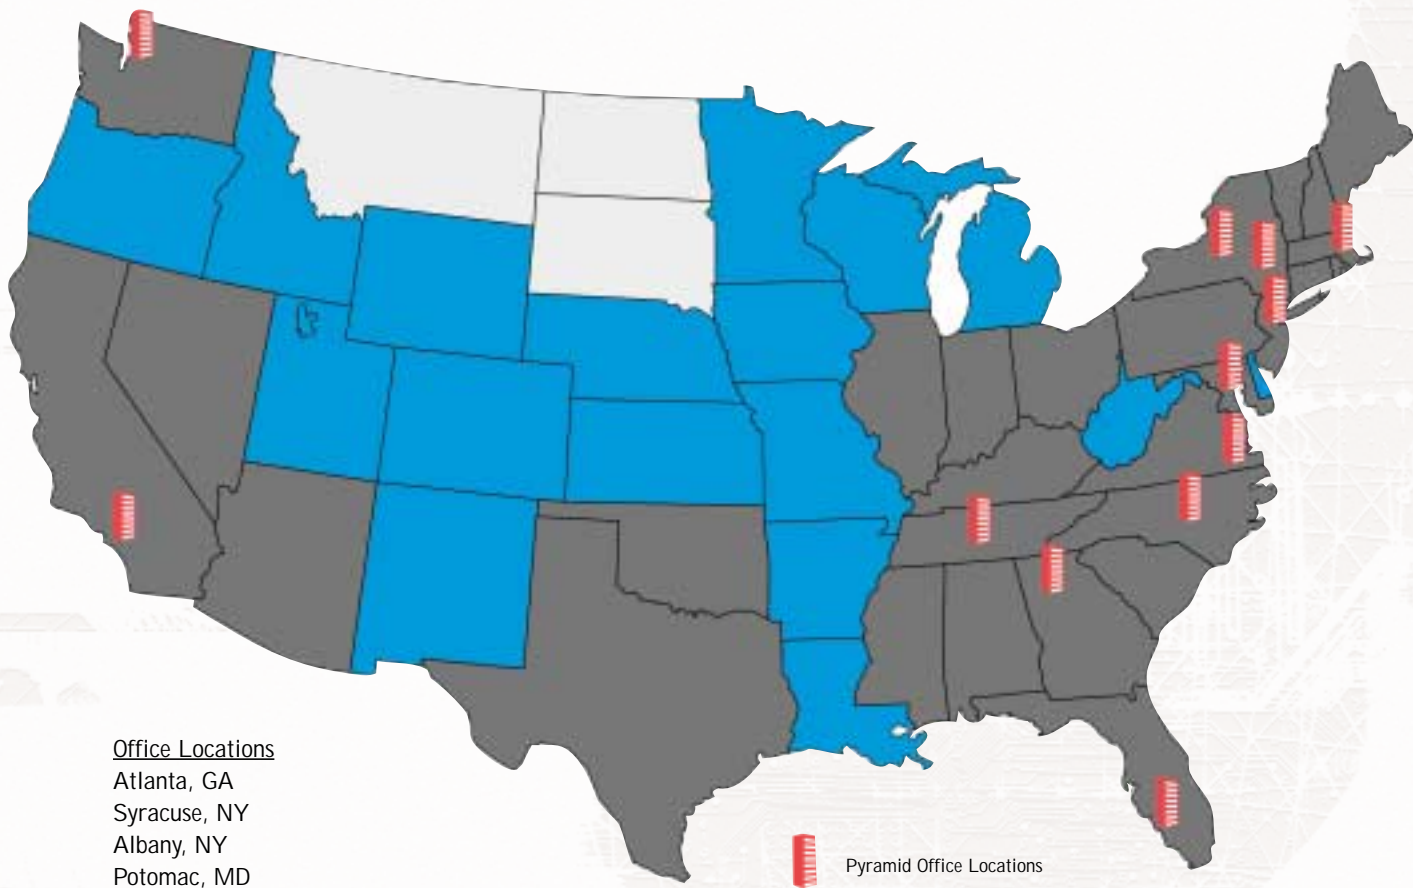 Office Locations
Atlanta, GA
Syracuse, NY
Albany, NY
Potomac, MD
Pyramid Office Locations